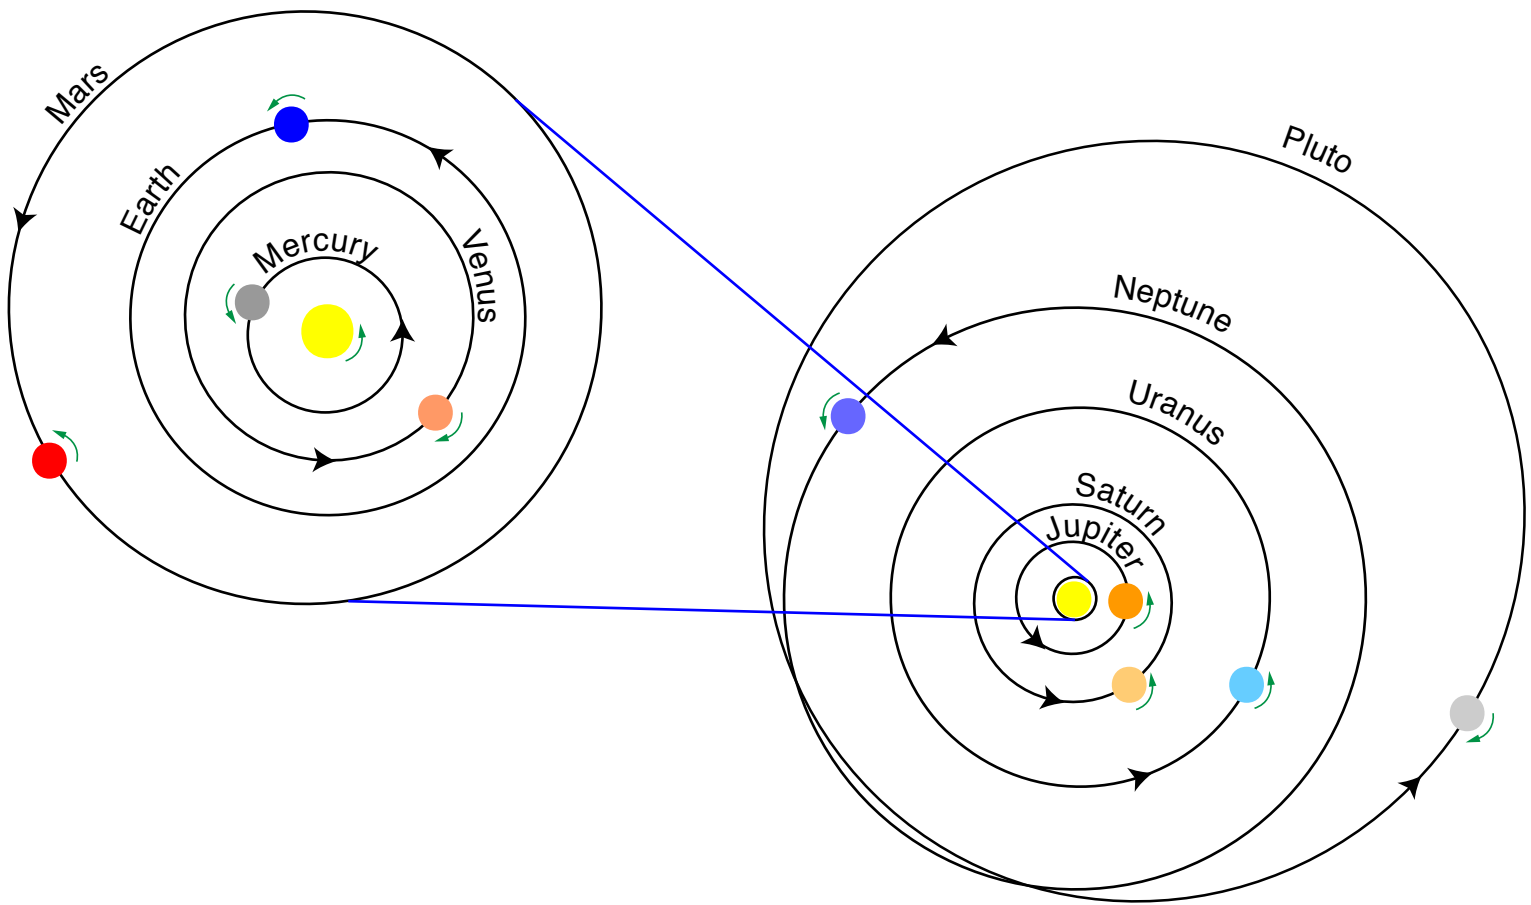 Mars
Earth
Mercury
Venus
Pluto
Neptune
Uranus
Saturn
Jupiter